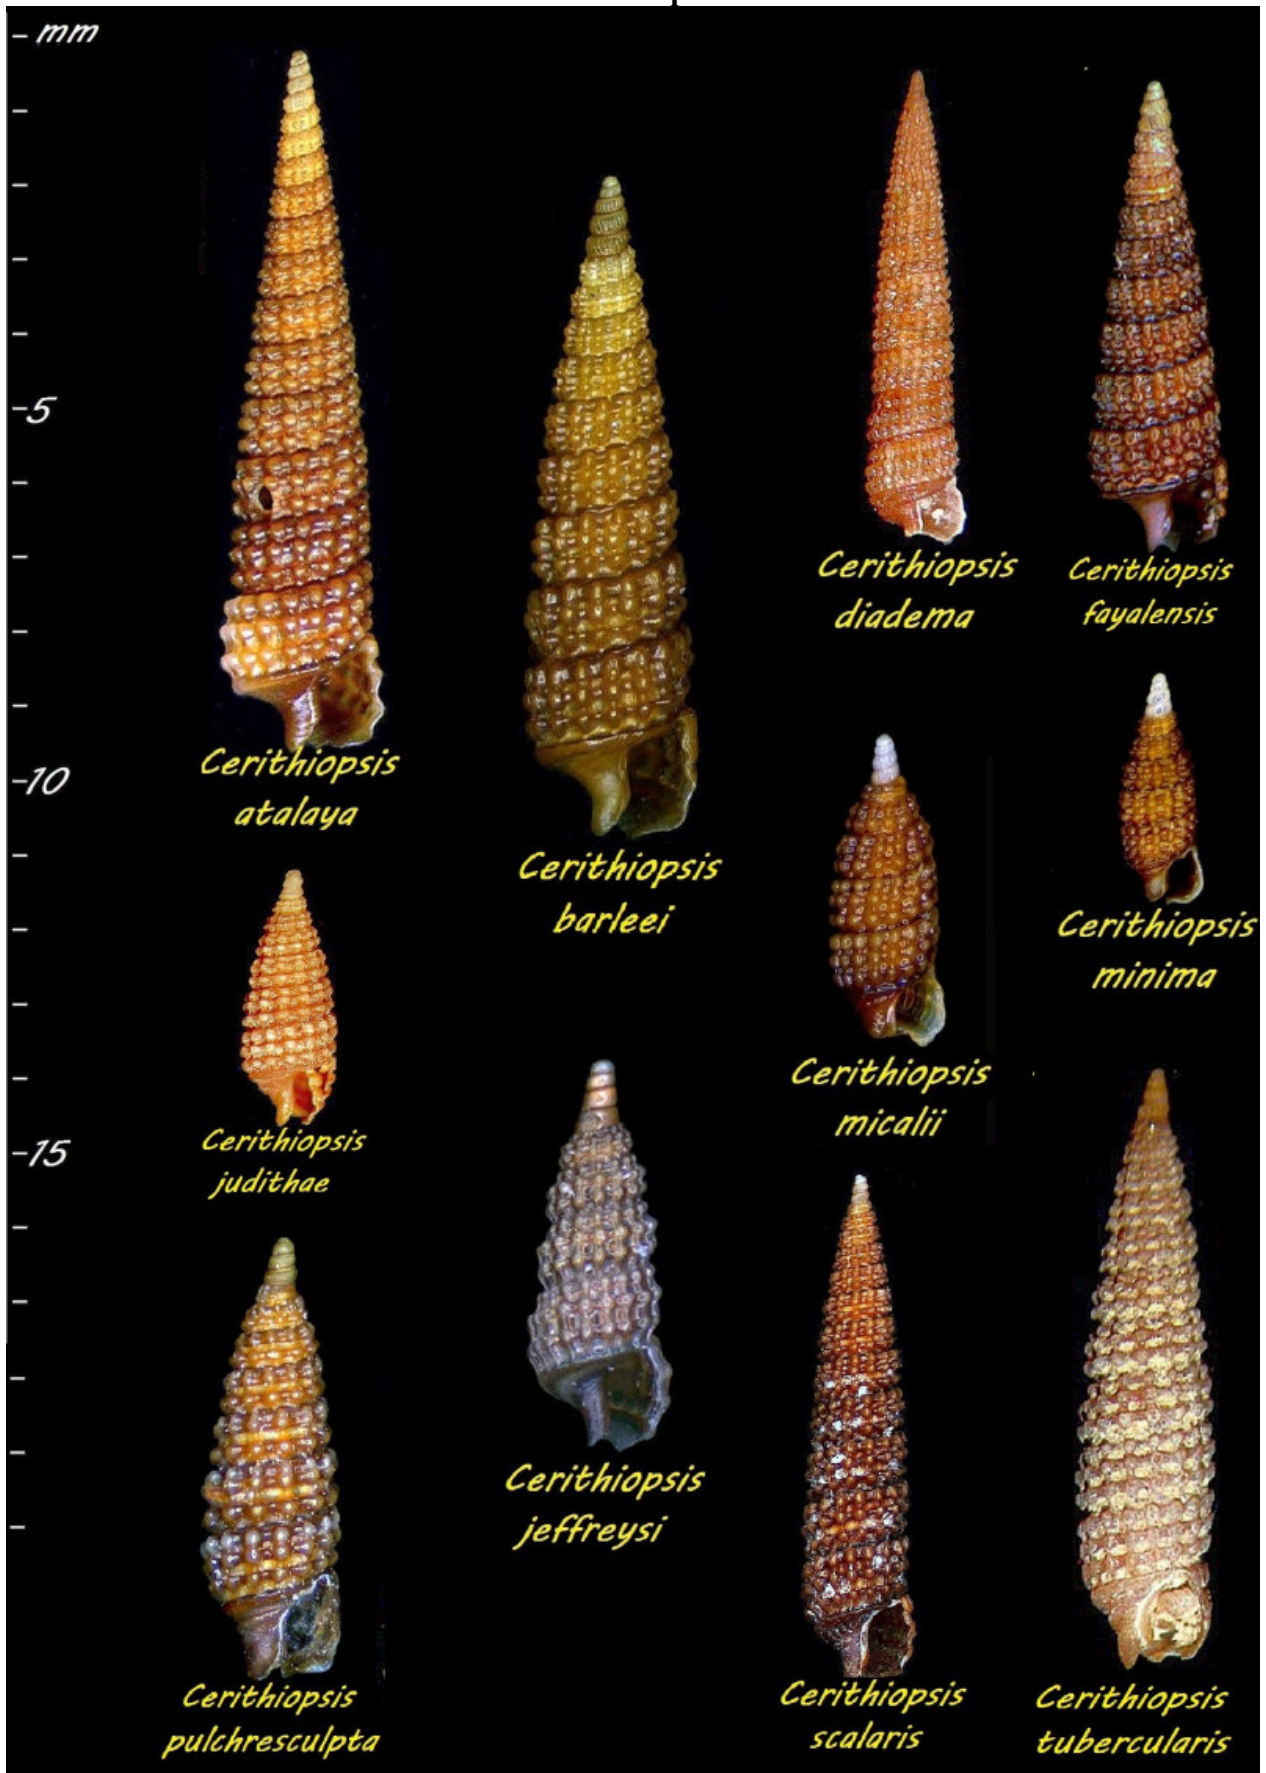 mm
5
10
15
Cerithiopsis
atalaya
Cerithiopsis
barleei
Cerithiopsis
diadema
Cerithiopsis
fayalensis
Cerithiopsis
judithae
Cerithiopsis
jeffreysi
Cerithiopsis
micalii
Cerithiopsis
minima
Cerithiopsis
pulchresculpta
Cerithiopsis
scalaris
Cerithiopsis
tubercularis